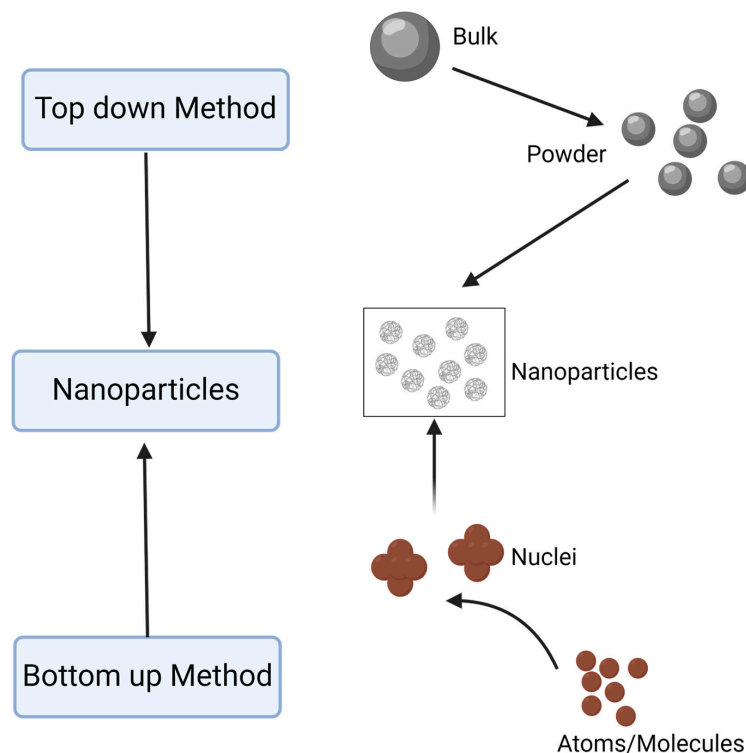 Bulk
Top down Method
Powder
Nanoparticles
Nanoparticles
Nuclei
Bottom up Method
Atoms/Molecules